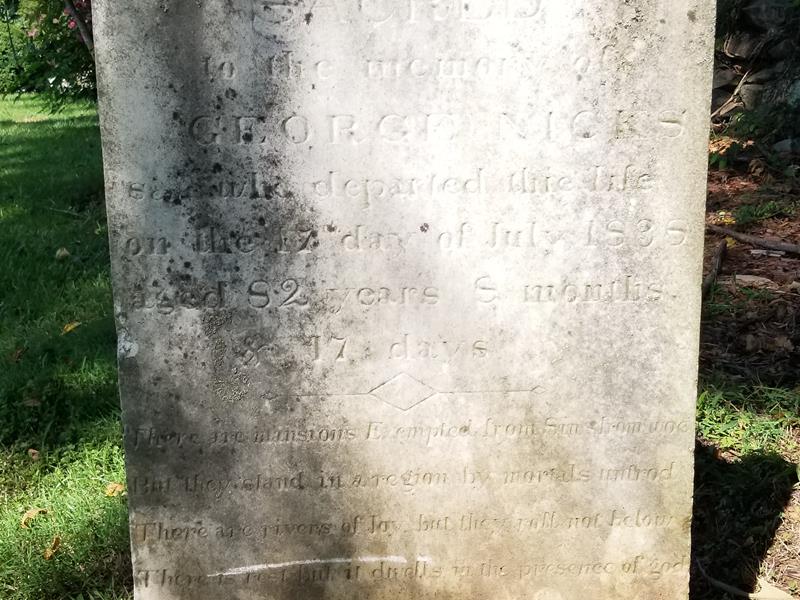 SACRED
to the memory of
GEORGE NICKS
senr who departed this life
on the 17 day of July 1838
aged 82 years 8 months
& 17 days
There are mansions Exempted from Sin & from woe
But they stand in a region by mortals untrod
There are rivers of Joy but they roll not below
There is rest but it dwells in the presence of god